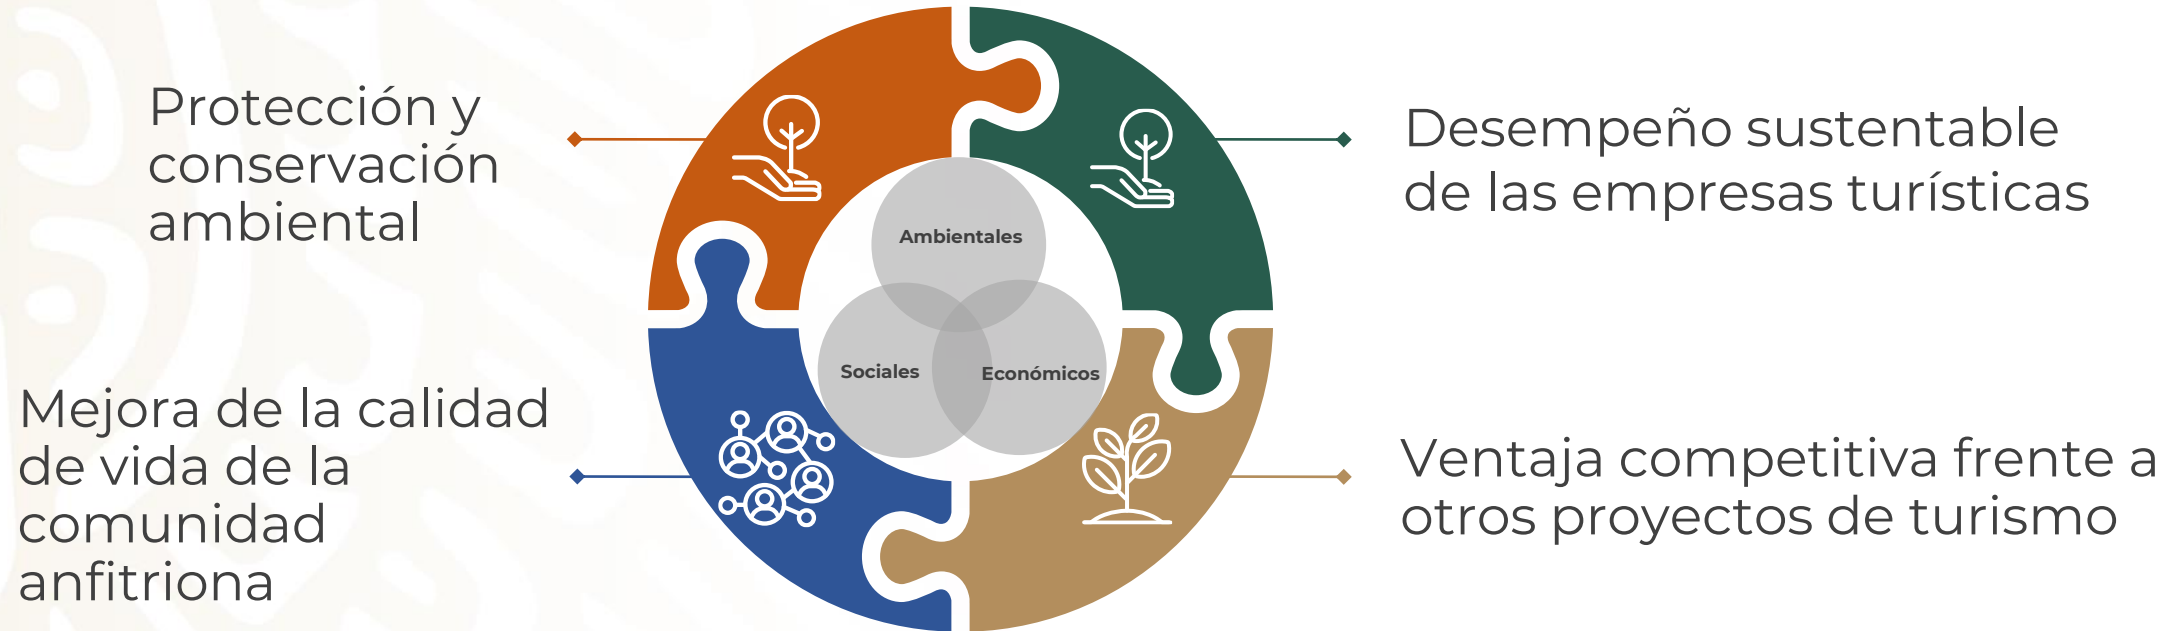 Protección y
conservación
ambiental
Desempeño sustentable
de las empresas turísticas
Ambientales
Sociales
Económicos
Mejora de la calidad
de vida de la
comunidad
anfitriona
Ventaja competitiva frente a
otros proyectos de turismo